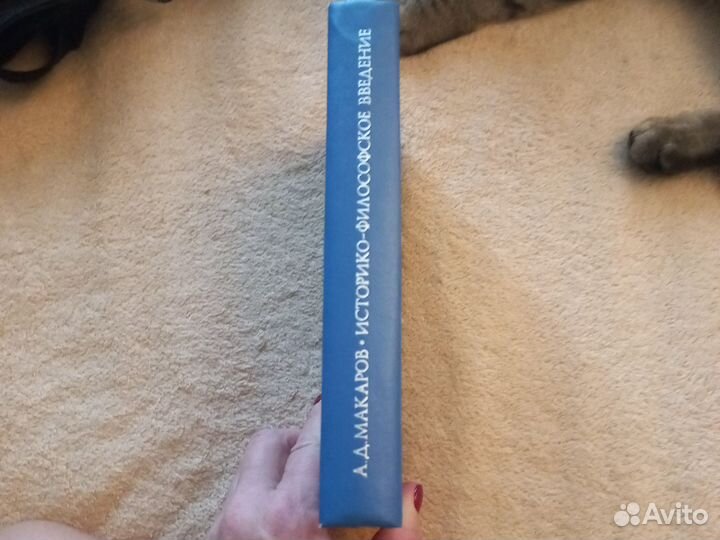 А.Д.МАКАРОВ • ИСТОРИКО-ФИЛОСОФСКОЕ ВВЕДЕНИЕ
Avito